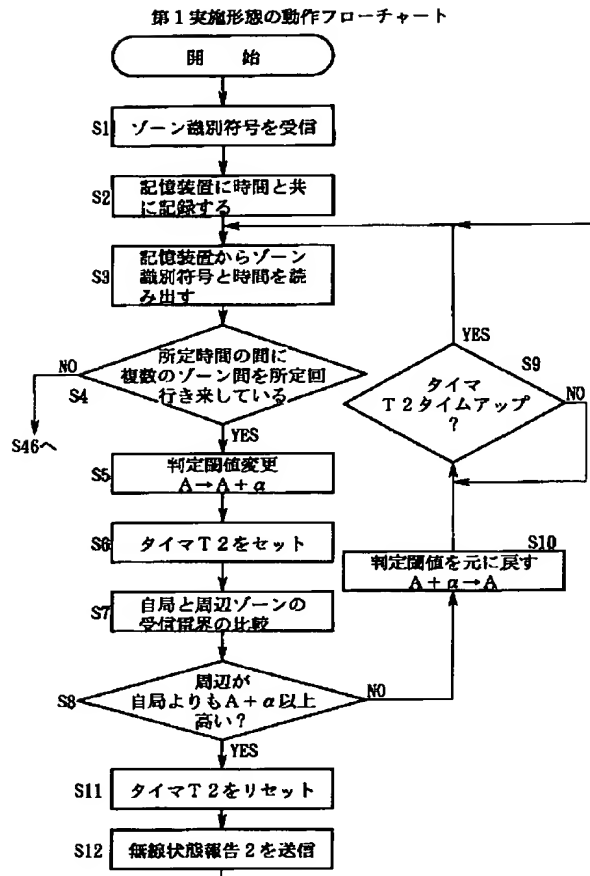 第1実施形態の動作フローチャート
開 始
S1
ゾーン識別符号を受信
S2
記憶装置に時間と共
に記録する
S3
記憶装置からゾーン
識別符号と時間を読
み出す
所定時間の間に
複数のゾーン間を所定回
行き来している
NO
S4
S46へ
YES
S5
判定閾値変更
A→A+α
S6
タイマT2をセット
S7
自局と周辺ゾーンの
受信電界の比較
周辺が
自局よりもA+α以上
高い?
S8
NO
YES
S11
タイマT2をリセット
S12
無線状態報告2を送信
YES
S9
タイマ
T2タイムアップ
?
NO
S10
判定閾値を元に戻す
A+α→A